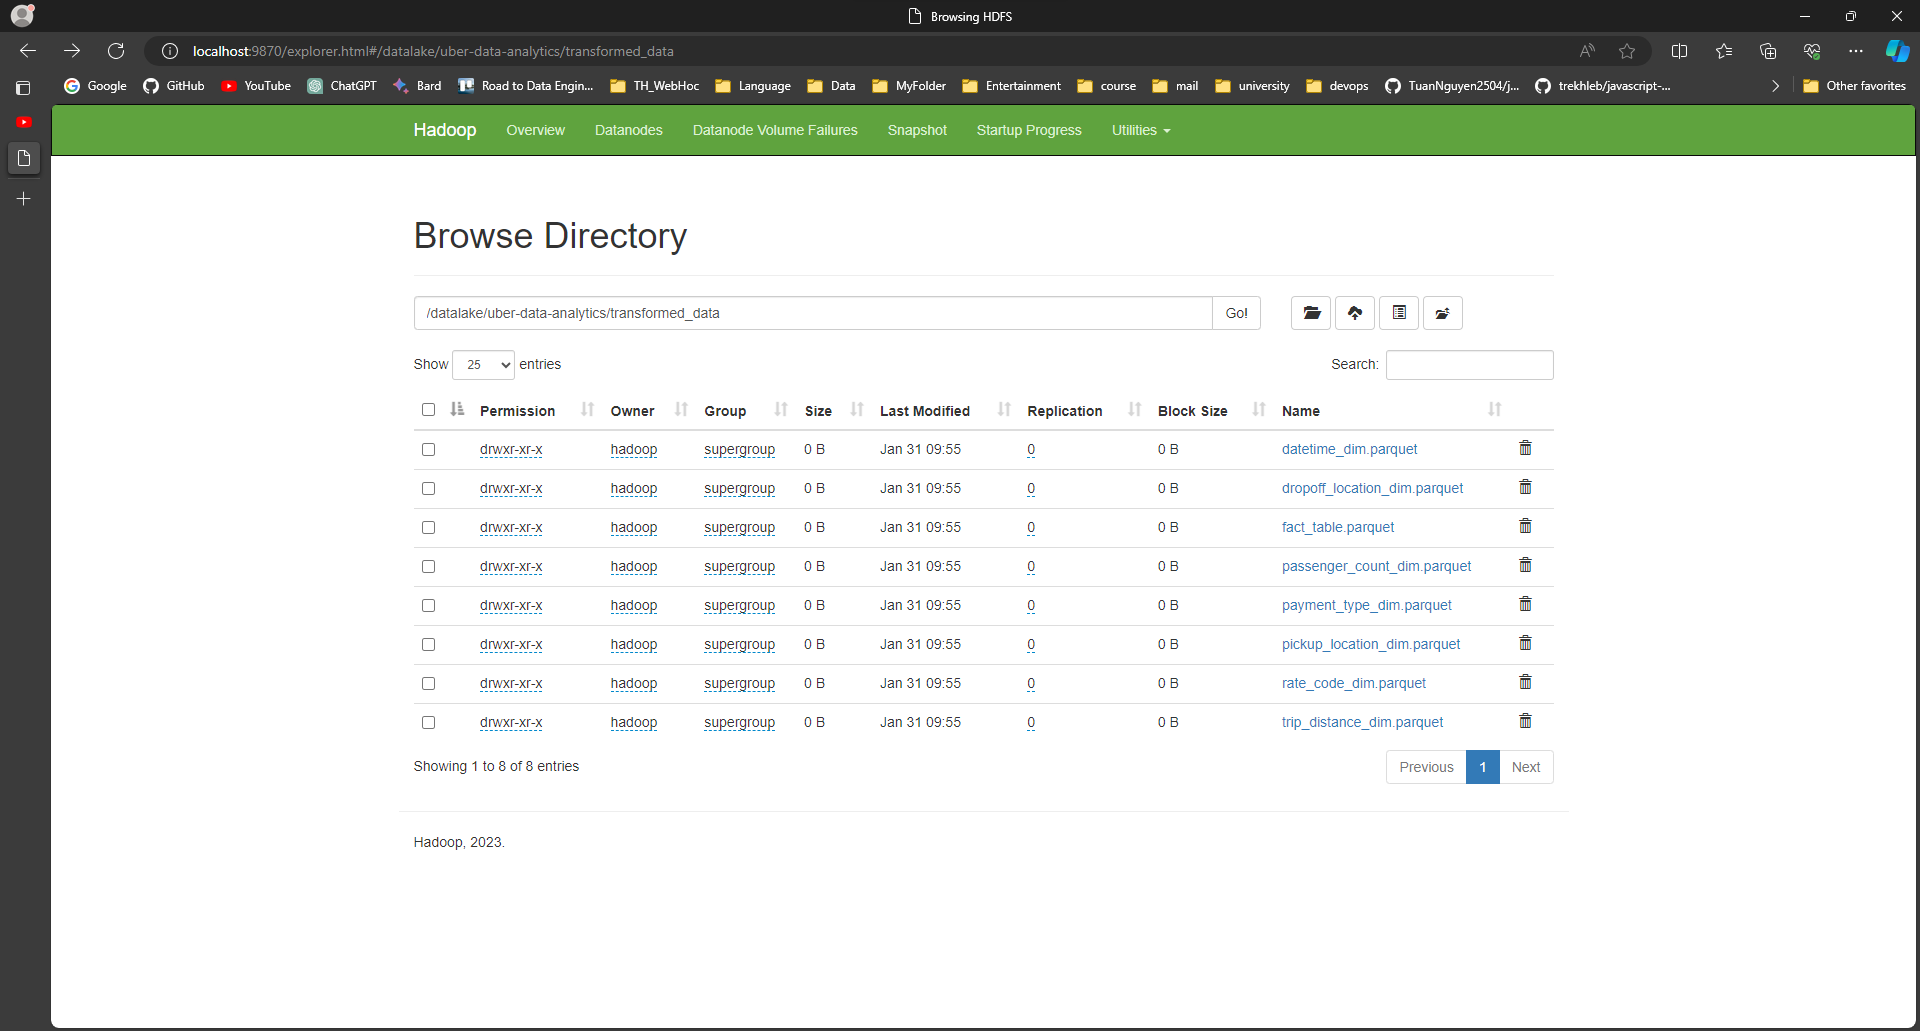 Browsing HDFS
localhost:9870/explorer.html#/datalake/uber-data-analytics/transformed_data
Google GitHub YouTube ChatGPT Bard Road to Data Engin... TH_WebHoc Language Data MyFolder Entertainment course mail university devops TuanNguyen2504/j... trekhleb/javascript-... Other favorites
Hadoop Overview Datanodes Datanode Volume Failures Snapshot Startup Progress Utilities
Browse Directory
/datalake/uber-data-analytics/transformed_data Go!
Show 25 entries Search:
Permission Owner Group Size Last Modified Replication Block Size Name
drwxr-xr-x hadoop supergroup 0 B Jan 31 09:55 0 0 B datetime_dim.parquet
drwxr-xr-x hadoop supergroup 0 B Jan 31 09:55 0 0 B dropoff_location_dim.parquet
drwxr-xr-x hadoop supergroup 0 B Jan 31 09:55 0 0 B fact_table.parquet
drwxr-xr-x hadoop supergroup 0 B Jan 31 09:55 0 0 B passenger_count_dim.parquet
drwxr-xr-x hadoop supergroup 0 B Jan 31 09:55 0 0 B payment_type_dim.parquet
drwxr-xr-x hadoop supergroup 0 B Jan 31 09:55 0 0 B pickup_location_dim.parquet
drwxr-xr-x hadoop supergroup 0 B Jan 31 09:55 0 0 B rate_code_dim.parquet
drwxr-xr-x hadoop supergroup 0 B Jan 31 09:55 0 0 B trip_distance_dim.parquet
Showing 1 to 8 of 8 entries Previous 1 Next
Hadoop, 2023.